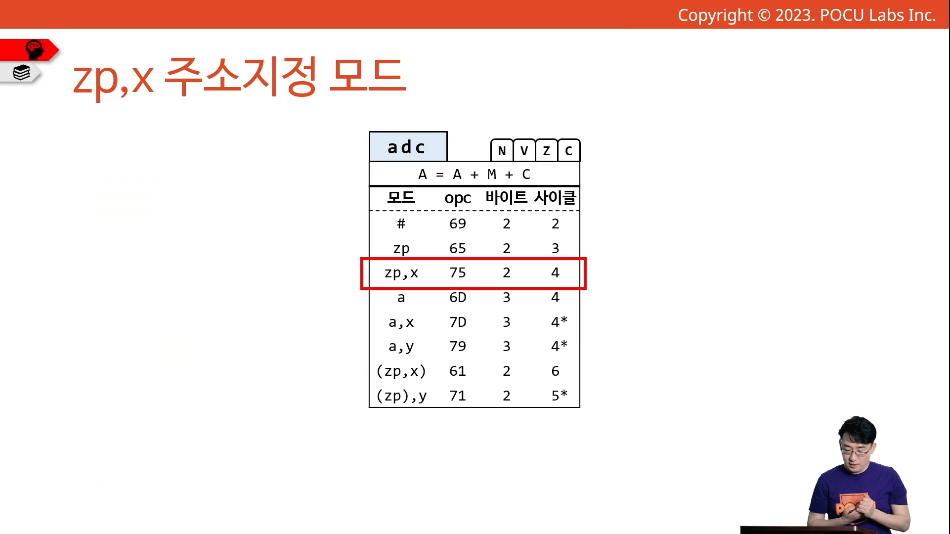 Copyright © 2023. POCU Labs Inc.
zp,x 주소지정 모드
adc N V Z C
A = A + M + C
모드 opc 바이트 사이클
# 69 2 2
zp 65 2 3
zp,x 75 2 4
a 6D 3 4
a,x 7D 3 4*
a,y 79 3 4*
(zp,x) 61 2 6
(zp),y 71 2 5*